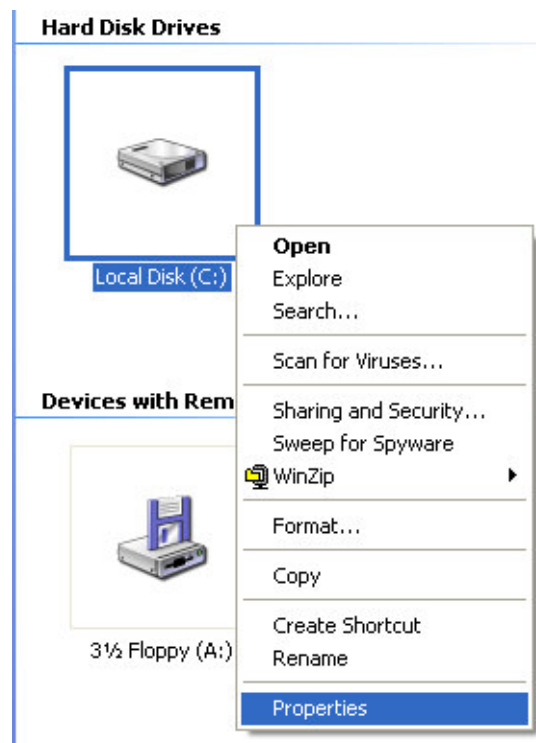 Hard Disk Drives
Local Disk (C:)
Open
Explore
Search...
Scan for Viruses...
Devices with Rem
Sharing and Security...
Sweep for Spyware
WinZip
Format...
Copy
Create Shortcut
3½ Floppy (A:)
Rename
Properties